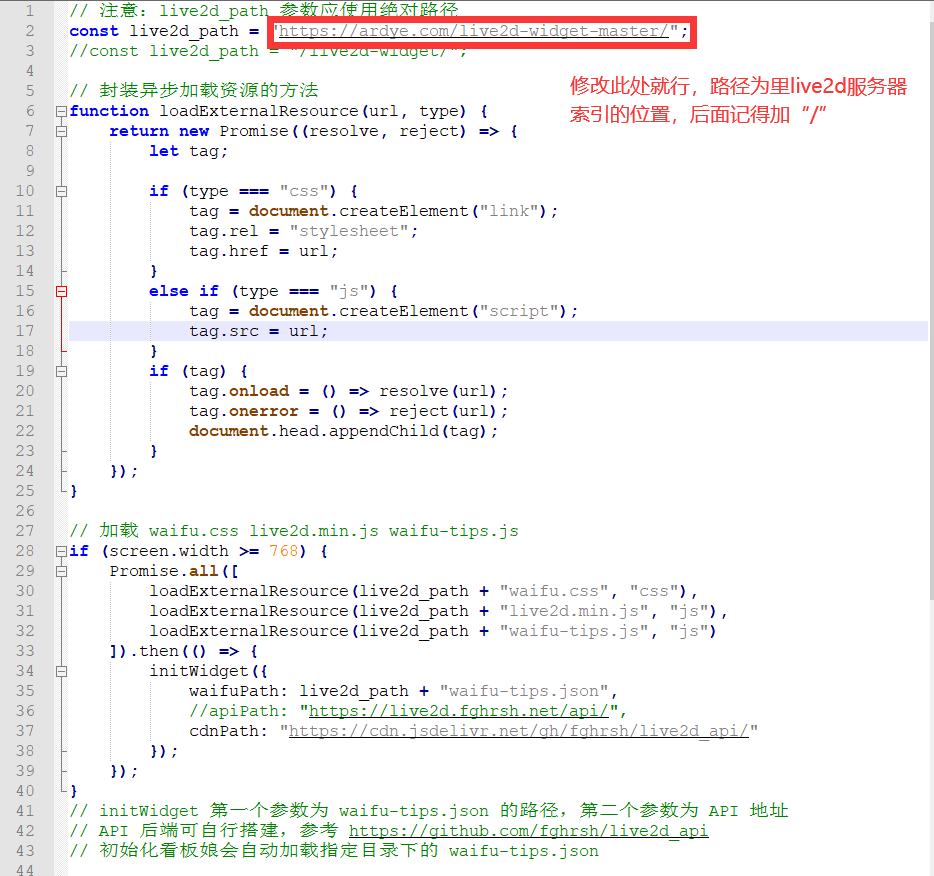 1 // 注意：live2d_path 参数应使用绝对路径
2 const live2d_path = "https://ardye.com/live2d-widget-master/";
3 //const live2d_path = "/live2d-widget/";
4
5 // 封装异步加载资源的方法
6 function loadExternalResource(url, type) {
7     return new Promise((resolve, reject) => {
8         let tag;
9
10             if (type === "css") {
11             tag = document.createElement("link");
12             tag.rel = "stylesheet";
13             tag.href = url;
14         }
15         else if (type === "js") {
16             tag = document.createElement("script");
17             tag.src = url;
18         }
19         if (tag) {
20             tag.onload = () => resolve(url);
21             tag.onerror = () => reject(url);
22             document.head.appendChild(tag);
23         }
24     });
25 }
26
27 // 加载 waifu.css live2d.min.js waifu-tips.js
28 if (screen.width >= 768) {
29     Promise.all([
30         loadExternalResource(live2d_path + "waifu.css", "css"),
31         loadExternalResource(live2d_path + "live2d.min.js", "js"),
32         loadExternalResource(live2d_path + "waifu-tips.js", "js")
33     ]).then(() => {
34         initWidget({
35             waifuPath: live2d_path + "waifu-tips.json",
36             //apiPath: "https://live2d.fghrsh.net/api/",
37             cdnPath: "https://cdn.jsdelivr.net/gh/fghrsh/live2d_api/"
38         });
39     });
40 }
41 // initWidget 第一个参数为 waifu-tips.json 的路径，第二个参数为 API 地址
42 // API 后端可自行搭建，参考 https://github.com/fghrsh/live2d_api
43 // 初始化看板娘会自动加载指定目录下的 waifu-tips.json
44
修改此处就行，路径为里live2d服务器
索引的位置，后面记得加“/”